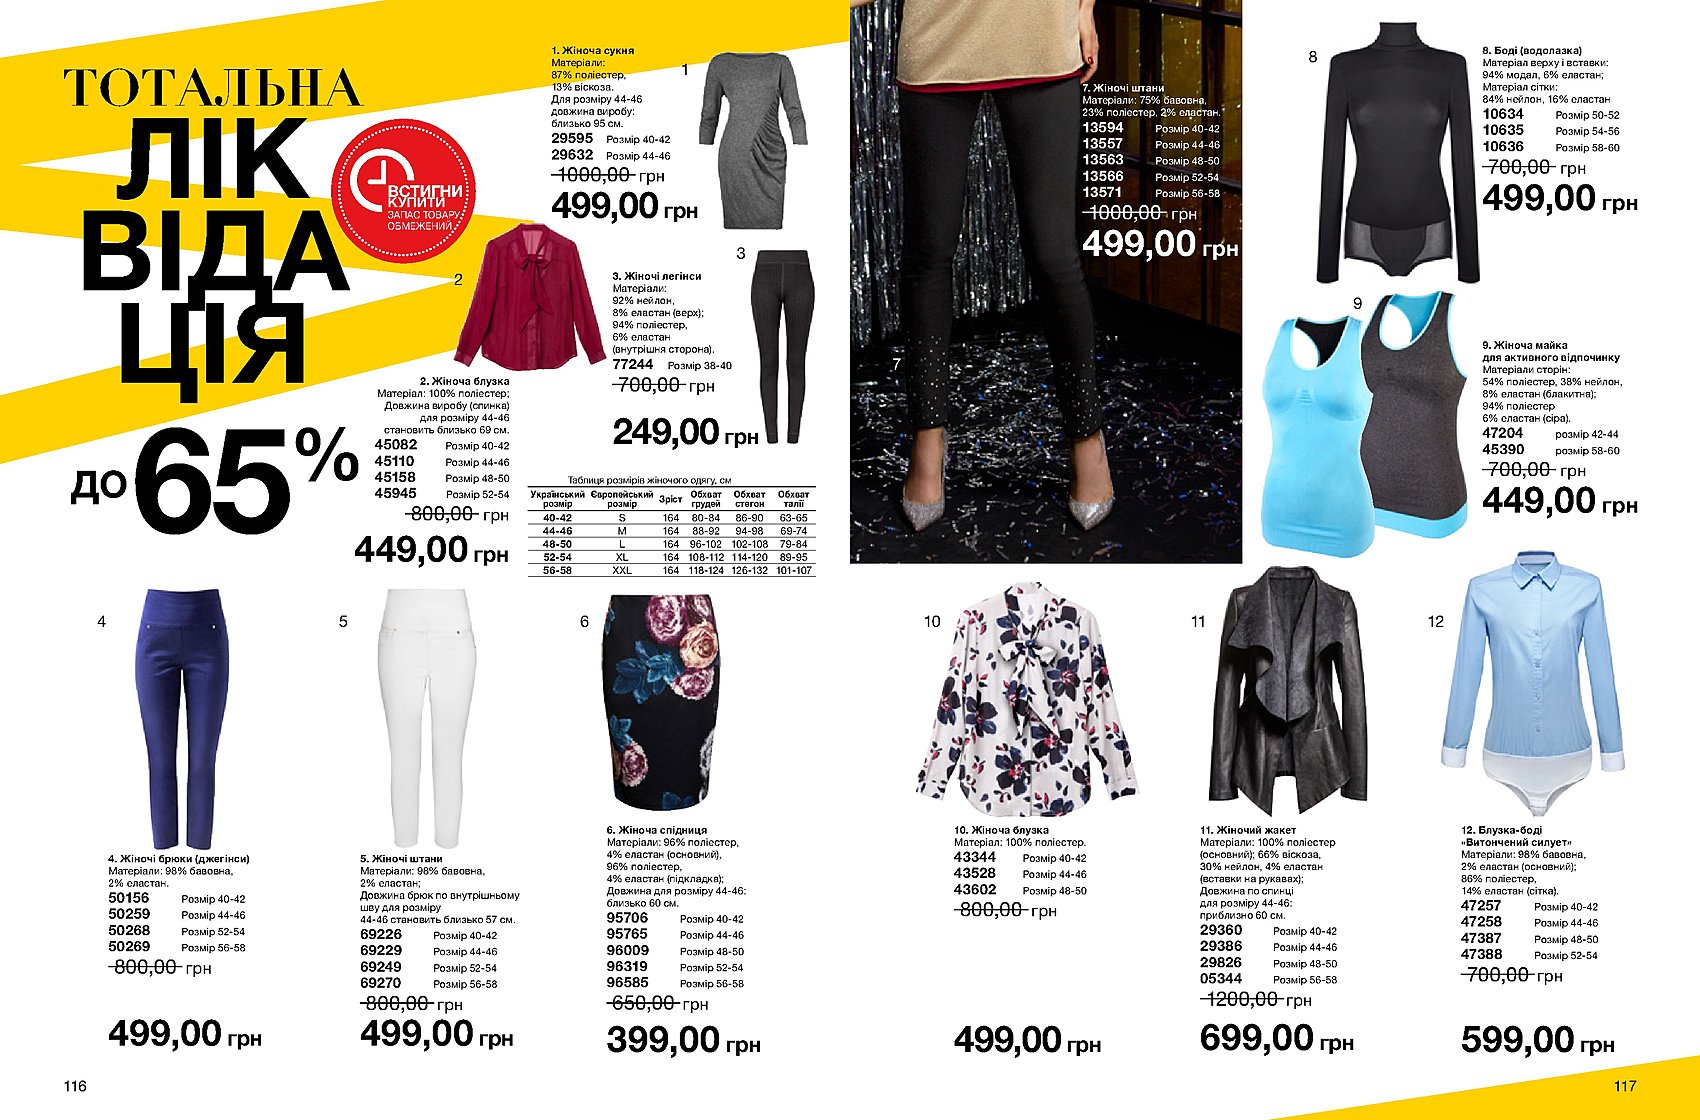 ТОТАЛЬНА
ЛІК
ВІДА
ЦІЯ
до 65%
ВСТИГНИ
КУПИТИ
ЗАПАС ТОВАРУ
ОБМЕЖЕНИЙ
1
1. Жіноча сукня
Матеріали:
87% поліестер,
13% віскоза.
Для розміру 44-46
довжина виробу:
близько 95 см.
29595 Розмір 40-42
29632 Розмір 44-46
1000,00 грн
499,00 грн
2
2. Жіноча блузка
Матеріал: 100% поліестер;
Довжина виробу (спинка)
для розміру 44-46
становить близько 69 см.
45082 Розмір 40-42
45110 Розмір 44-46
45158 Розмір 48-50
45945 Розмір 52-54
800,00 грн
449,00 грн
3
3. Жіночі легінси
Матеріали:
92% нейлон,
8% еластан (верх);
94% поліестер,
6% еластан
(внутрішня сторона).
77244 Розмір 38-40
700,00 грн
249,00 грн
Таблиця розмірів жіночого одягу, см
Український розмір Європейський розмір Зріст Обхват грудей Обхват стегон Обхват талії
40-42 S 164 80-84 86-90 63-65
44-46 M 164 88-92 94-98 69-74
48-50 L 164 96-102 102-108 79-84
52-54 XL 164 108-112 114-120 89-95
56-58 XXL 164 118-124 126-132 101-107
4
4. Жіночі брюки (джегінси)
Матеріали: 98% бавовна,
2% еластан.
50156 Розмір 40-42
50259 Розмір 44-46
50268 Розмір 52-54
50269 Розмір 56-58
800,00 грн
499,00 грн
5
5. Жіночі штани
Матеріали: 98% бавовна,
2% еластан;
Довжина брюк по внутрішньому
шву для розміру
44-46 становить близько 57 см.
69226 Розмір 40-42
69229 Розмір 44-46
69249 Розмір 52-54
69270 Розмір 56-58
800,00 грн
499,00 грн
6
6. Жіноча спідниця
Матеріали: 96% поліестер,
4% еластан (основний),
96% поліестер,
4% еластан (підкладка);
Довжина для розміру 44-46:
близько 60 см.
95706 Розмір 40-42
95765 Розмір 44-46
96009 Розмір 48-50
96319 Розмір 52-54
96585 Розмір 56-58
650,00 грн
399,00 грн
116
7
7. Жіночі штани
Матеріали: 75% бавовна,
23% поліестер, 2% еластан.
13594 Розмір 40-42
13557 Розмір 44-46
13563 Розмір 48-50
13566 Розмір 52-54
13571 Розмір 56-58
1000,00 грн
499,00 грн
8
8. Боді (водолазка)
Матеріал верху і вставки:
94% модал, 6% еластан;
Матеріал сітки:
84% нейлон, 16% еластан
10634 Розмір 50-52
10635 Розмір 54-56
10636 Розмір 58-60
700,00 грн
499,00 грн
9
9. Жіноча майка
для активного відпочинку
Матеріали сторін:
54% поліестер, 38% нейлон,
8% еластан (блакитна);
94% поліестер
6% еластан (сіра).
47204 розмір 42-44
45390 розмір 58-60
700,00 грн
449,00 грн
10
10. Жіноча блузка
Матеріал: 100% поліестер.
43344 Розмір 40-42
43528 Розмір 44-46
43602 Розмір 48-50
800,00 грн
499,00 грн
11
11. Жіночий жакет
Матеріали: 100% поліестер
(основний); 66% віскоза,
30% нейлон, 4% еластан
(вставки на рукавах);
Довжина по спинці
для розміру 44-46:
приблизно 60 см.
29360 Розмір 40-42
29386 Розмір 44-46
29826 Розмір 48-50
05344 Розмір 56-58
1200,00 грн
699,00 грн
12
12. Блузка-боді
«Витончений силует»
Матеріали: 98% бавовна,
2% еластан (основний);
86% поліестер,
14% еластан (сітка).
47257 Розмір 40-42
47258 Розмір 44-46
47387 Розмір 48-50
47388 Розмір 52-54
700,00 грн
599,00 грн
117